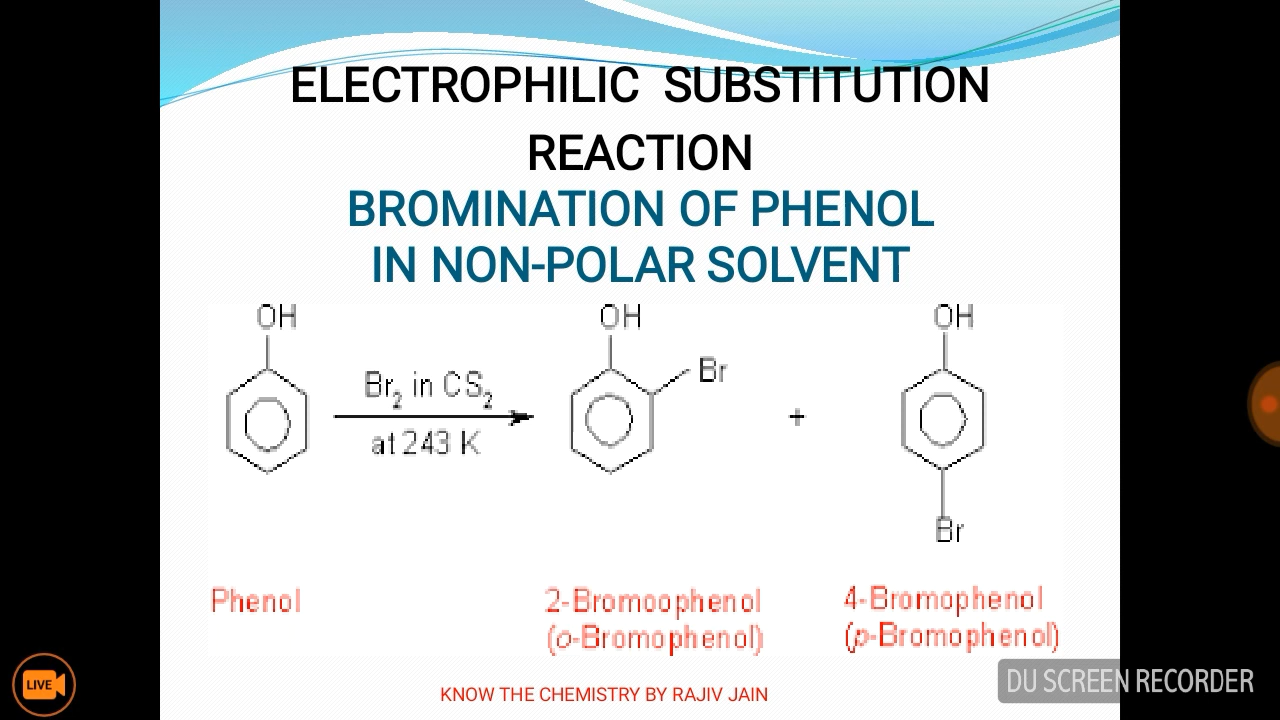 ELECTROPHILIC SUBSTITUTION
REACTION
BROMINATION OF PHENOL
IN NON-POLAR SOLVENT
OH
OH
OH
Br
Br₂ in CS₂
+
at 243 K
Br
Phenol
2-Bromoophenol
(o-Bromophenol)
4-Bromophenol
(p-Bromophenol)
LIVE
KNOW THE CHEMISTRY BY RAJIV JAIN
DU SCREEN RECORDER